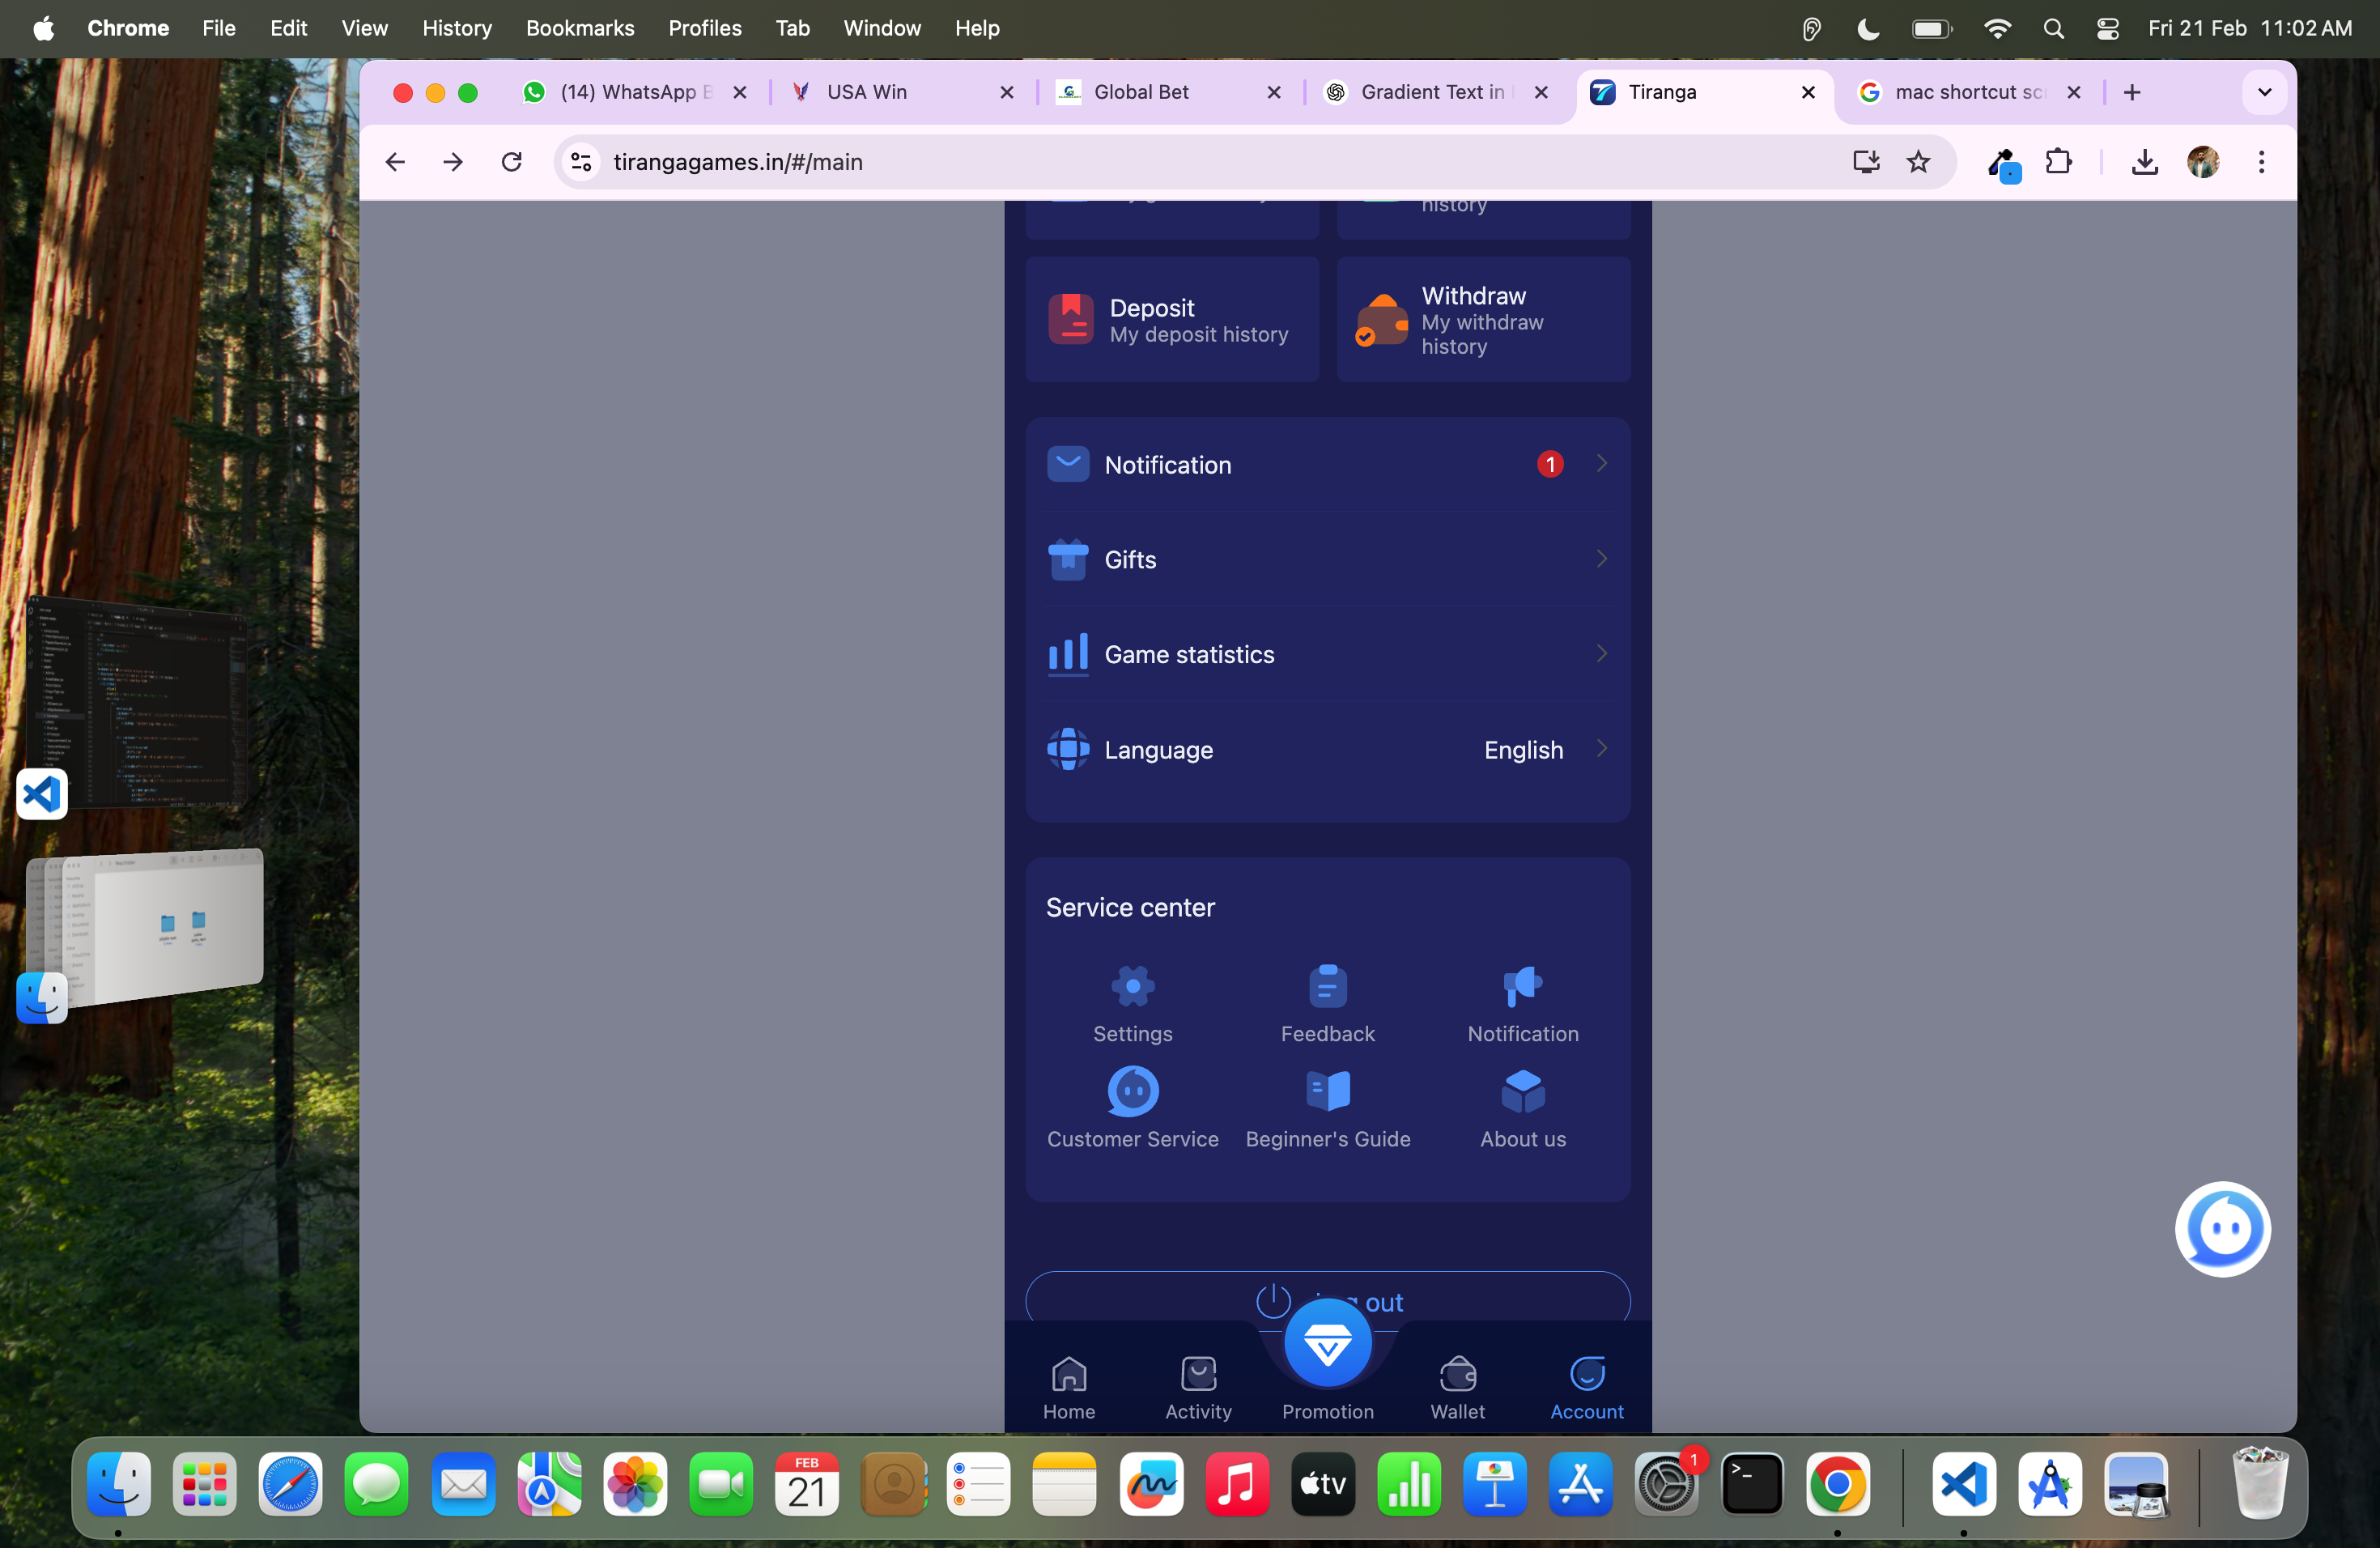 Chrome File Edit View History Bookmarks Profiles Tab Window Help Fri 21 Feb 11:02 AM
(14) WhatsApp USA Win Global Bet Gradient Text in Tiranga mac shortcut
tirangagames.in/#/main
history
Deposit
My deposit history
Withdraw
My withdraw
history
Notification 1
Gifts
Game statistics
Language English
Service center
Settings Feedback Notification
Customer Service Beginner's Guide About us
out
Home Activity Promotion Wallet Account
FEB
21
tv
1
>_